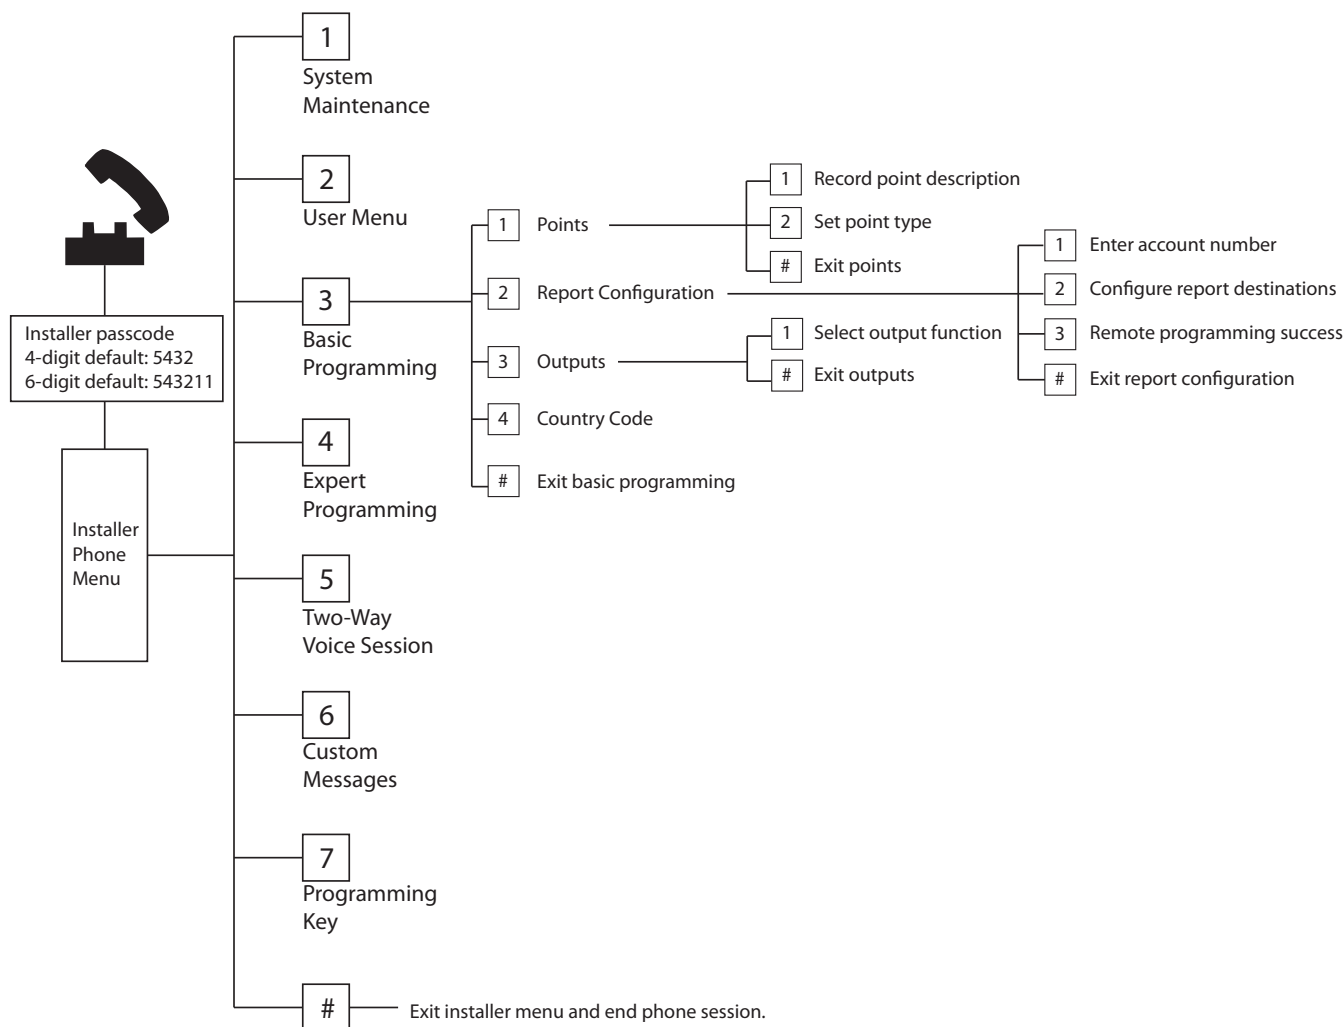 Installer passcode
4-digit default: 5432
6-digit default: 543211
Installer
Phone
Menu
1
System
Maintenance
2
User Menu
3
Basic
Programming
1 Points
1 Record point description
2 Set point type
# Exit points
2 Report Configuration
1 Enter account number
2 Configure report destinations
3 Remote programming success
# Exit report configuration
3 Outputs
1 Select output function
# Exit outputs
4 Country Code
# Exit basic programming
4
Expert
Programming
5
Two-Way
Voice Session
6
Custom
Messages
7
Programming
Key
# Exit installer menu and end phone session.